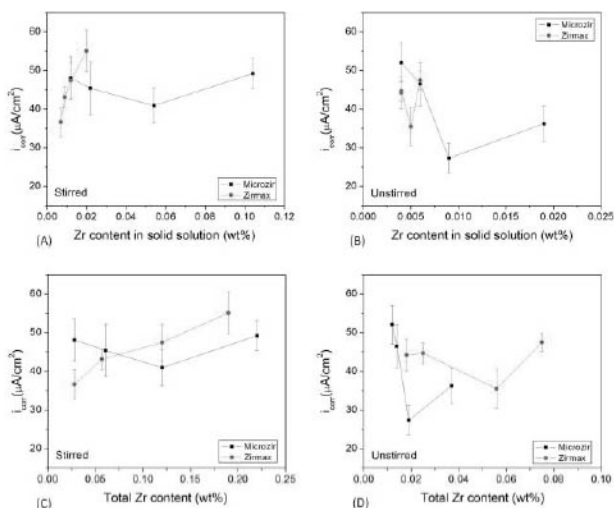 60
50
40
30
20
i_corr(μA/cm²)
Stirred
Microzir
Zirmax
0.00 0.02 0.04 0.06 0.08 0.10 0.12
(A) Zr content in solid solution (wt%)
60
50
40
30
20
i_corr(μA/cm²)
Microzir
Zirmax
Unstirred
0.000 0.005 0.010 0.015 0.020 0.025
(B) Zr content in solid solution (wt%)
60
50
40
30
20
i_corr(μA/cm²)
Stirred
Microzir
Zirmax
0.00 0.05 0.10 0.15 0.20 0.25
(C) Total Zr content (wt%)
60
50
40
30
20
i_corr(μA/cm²)
Unstirred
Microzir
Zirmax
0.00 0.02 0.04 0.06 0.08 0.10
(D) Total Zr content (wt%)